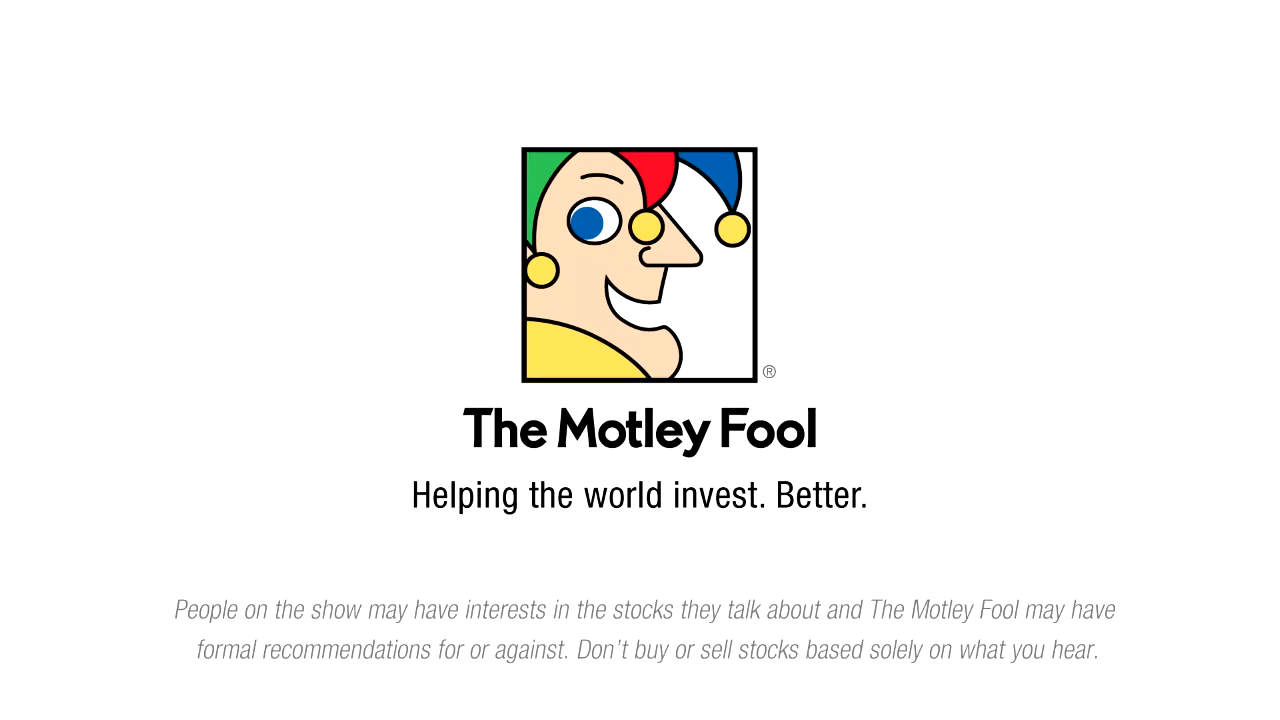 ®
The Motley Fool
Helping the world invest. Better.
People on the show may have interests in the stocks they talk about and The Motley Fool may have
formal recommendations for or against. Don’t buy or sell stocks based solely on what you hear.